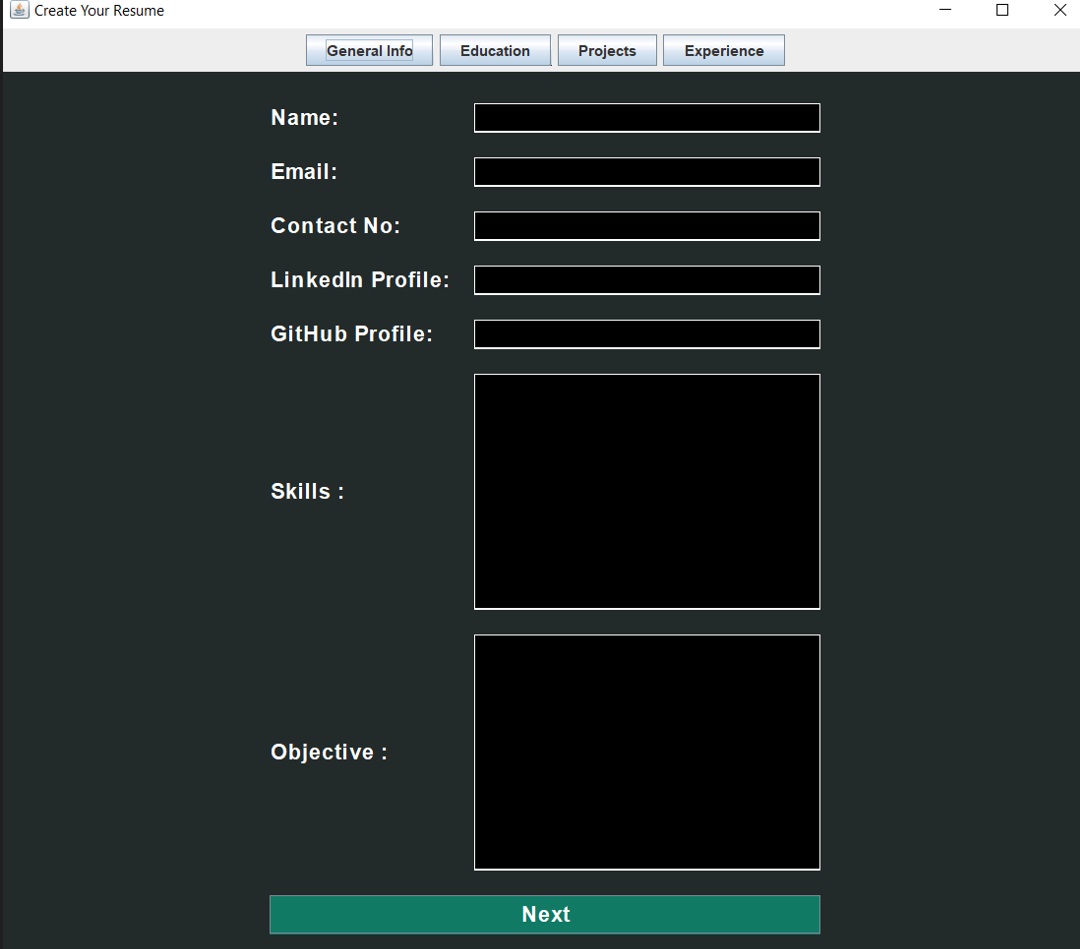 Create Your Resume
General Info Education Projects Experience
Name:
Email:
Contact No:
LinkedIn Profile:
GitHub Profile:
Skills :
Objective :
Next